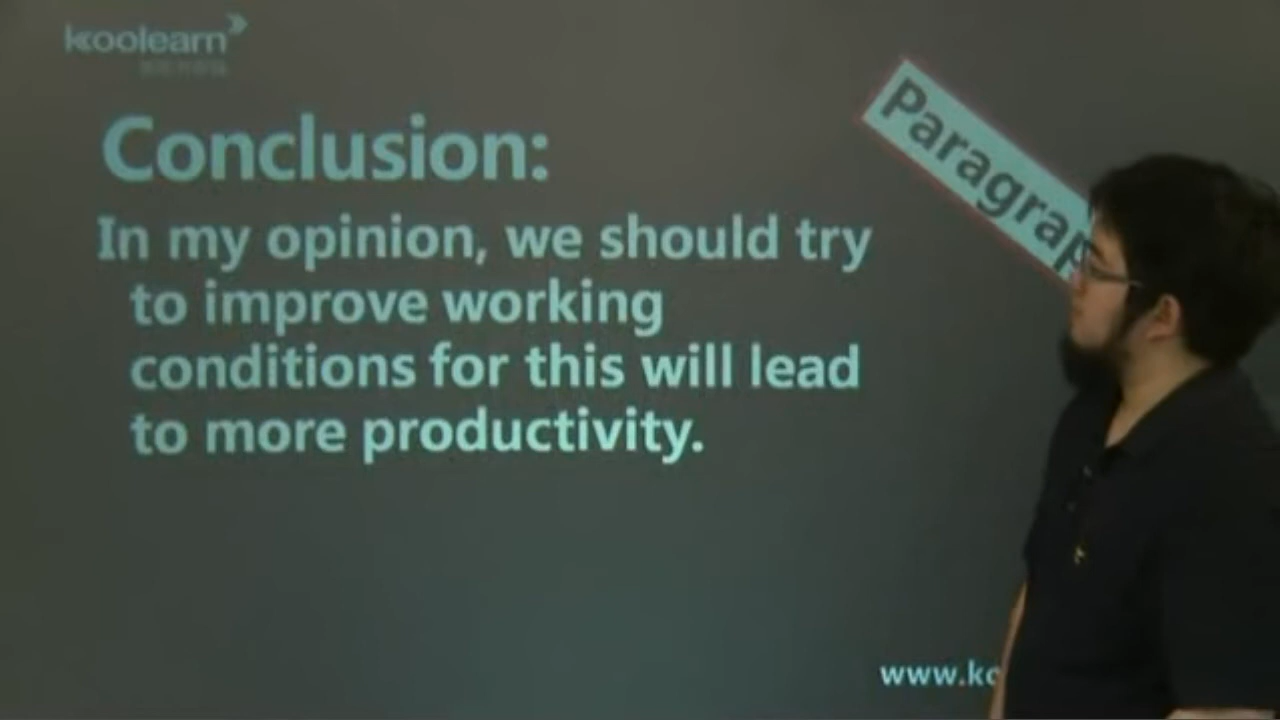 koolearn
Conclusion:
Paragrap
In my opinion, we should try
to improve working
conditions for this will lead
to more productivity.
www.ko